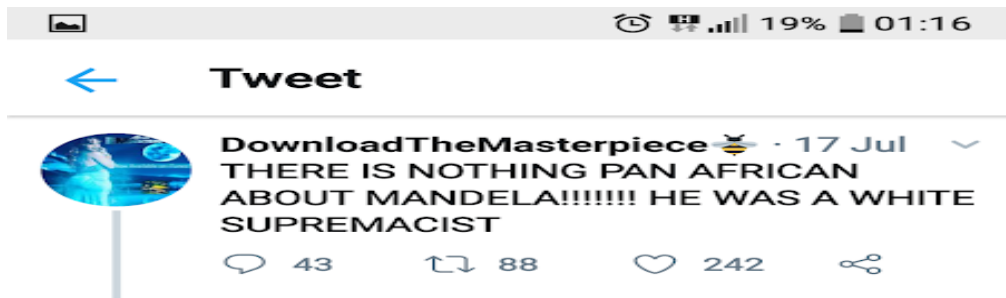 19% 01:16
Tweet
DownloadTheMasterpiece🐝 · 17 Jul
THERE IS NOTHING PAN AFRICAN
ABOUT MANDELA!!!!!!! HE WAS A WHITE
SUPREMACIST
43 88 242